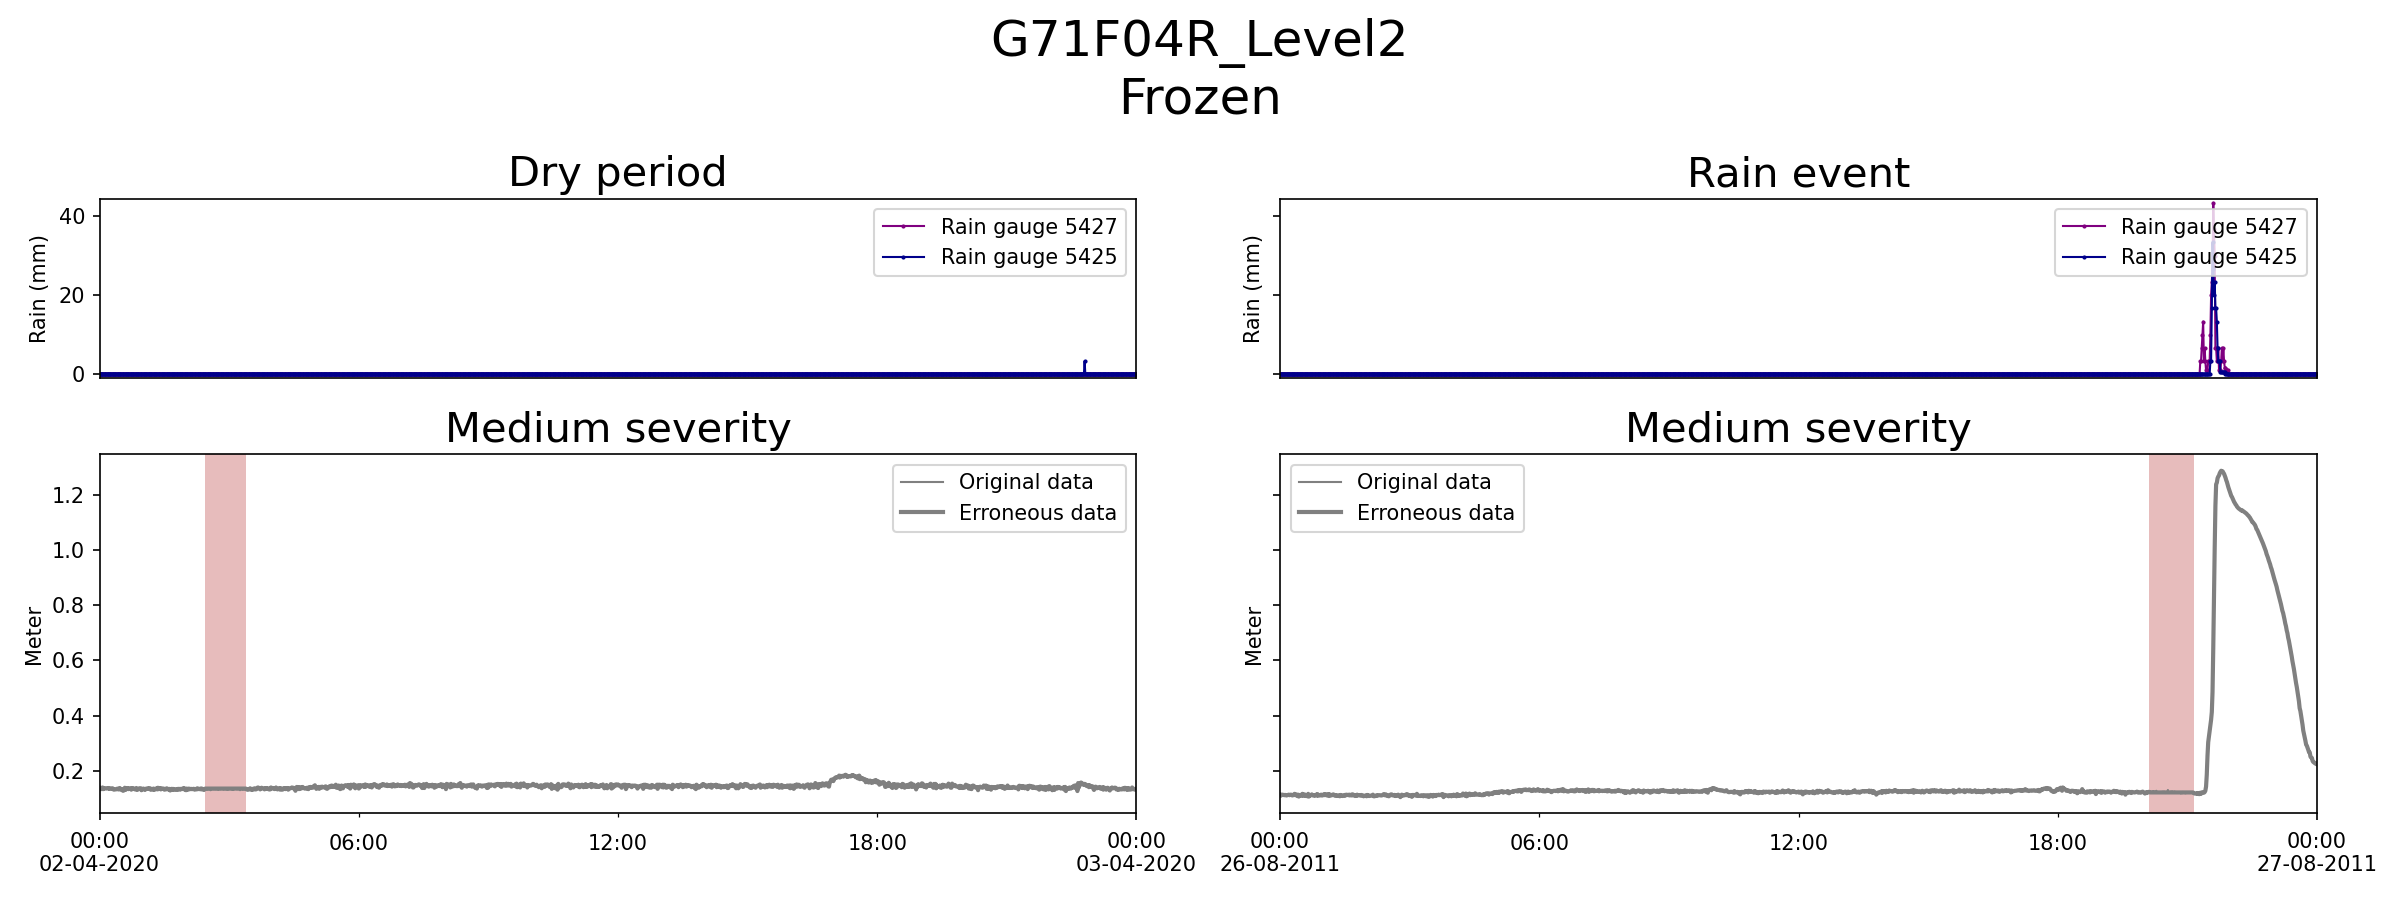 G71F04R_Level2
Frozen
Dry period
Rain event
Rain (mm)
40
20
0
Rain gauge 5427
Rain gauge 5425
Rain (mm)
Rain gauge 5427
Rain gauge 5425
Medium severity
Medium severity
Meter
1.2
1.0
0.8
0.6
0.4
0.2
Original data
Erroneous data
Meter
Original data
Erroneous data
00:00
02-04-2020
06:00
12:00
18:00
00:00
03-04-2020
00:00
26-08-2011
06:00
12:00
18:00
00:00
27-08-2011